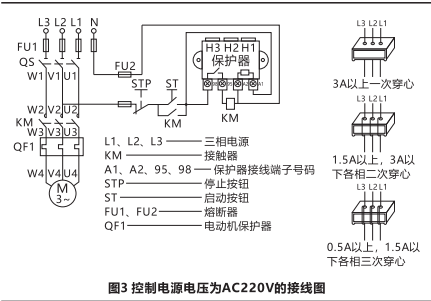 L3 L2 L1 N
FU1
QS
W1 V1 U1
W2 V2 U2
KM
W3 V3 U3
QF1
W4 V4 U4
M
3~
FU2
STP
ST
KM
H3 H2 H1
保护器
KM
L1、L2、L3 三相电源
KM 接触器
A1、A2、95、98 保护器接线端子号码
STP 停止按钮
ST 启动按钮
FU1、FU2 熔断器
QF1 电动机保护器
L3 L2 L1
3A以上一次穿心
L3 L2 L1
1.5A以上，3A以
下各相二次穿心
L3 L2 L1
0.5A以上，1.5A以
下各相三次穿心
图3 控制电源电压为AC220V的接线图